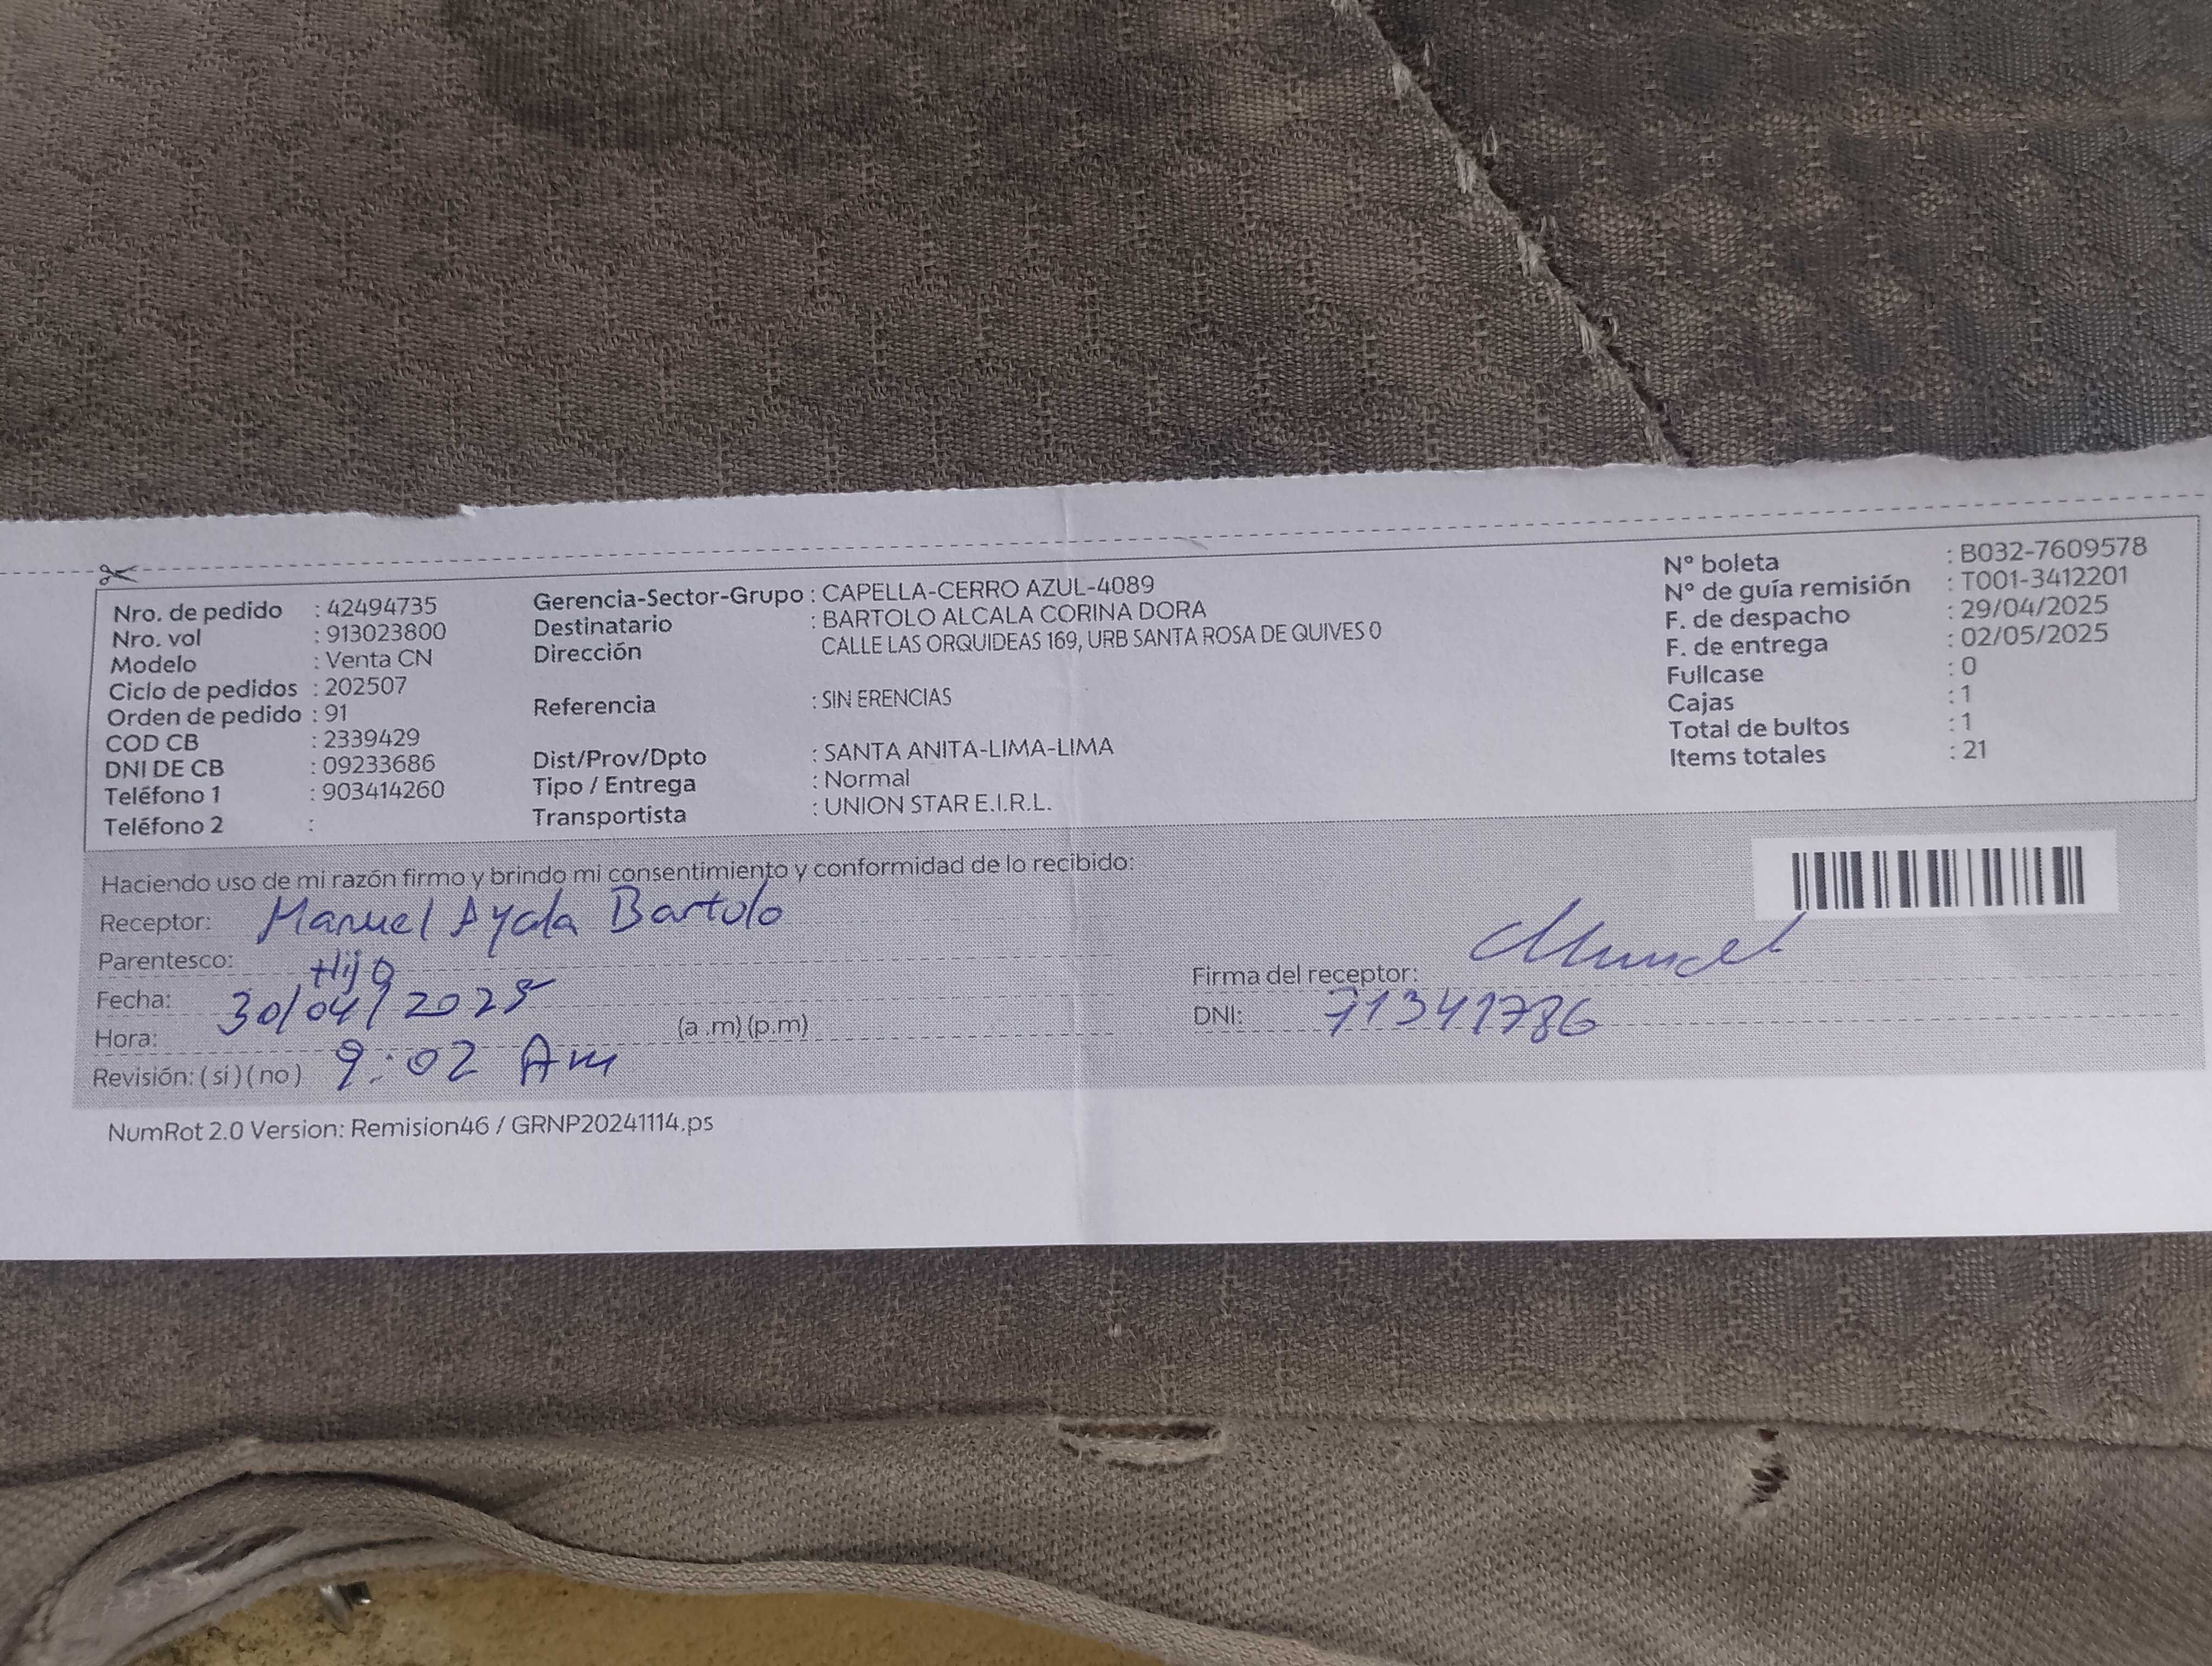 Nro. de pedido : 42494735
Nro. vol : 913023800
Modelo : Venta CN
Ciclo de pedidos : 202507
Orden de pedido : 91
COD CB : 2339429
DNI DE CB : 09233686
Teléfono 1 : 903414260
Teléfono 2 :
Gerencia-Sector-Grupo : CAPELLA-CERRO AZUL-4089
Destinatario : BARTOLO ALCALA CORINA DORA
Dirección CALLE LAS ORQUIDEAS 169, URB SANTA ROSA DE QUIVES 0
Referencia : SIN ERENCIAS
Dist/Prov/Dpto : SANTA ANITA-LIMA-LIMA
Tipo / Entrega : Normal
Transportista : UNION STAR E.I.R.L.
N° boleta : B032-7609578
N° de guía remisión : T001-3412201
F. de despacho : 29/04/2025
F. de entrega : 02/05/2025
Fullcase : 0
Cajas : 1
Total de bultos : 1
Items totales : 21
Haciendo uso de mi razón firmo y brindo mi consentimiento y conformidad de lo recibido:
Receptor: Manuel Ayala Bartolo
Parentesco: Hijo
Fecha: 30/04/2025
Hora: 9:02 Am (a .m) (p.m)
Revisión: ( sí ) ( no )
Firma del receptor: Manuel
DNI: 71341786
NumRot 2.0 Version: Remision46 / GRNP20241114.ps